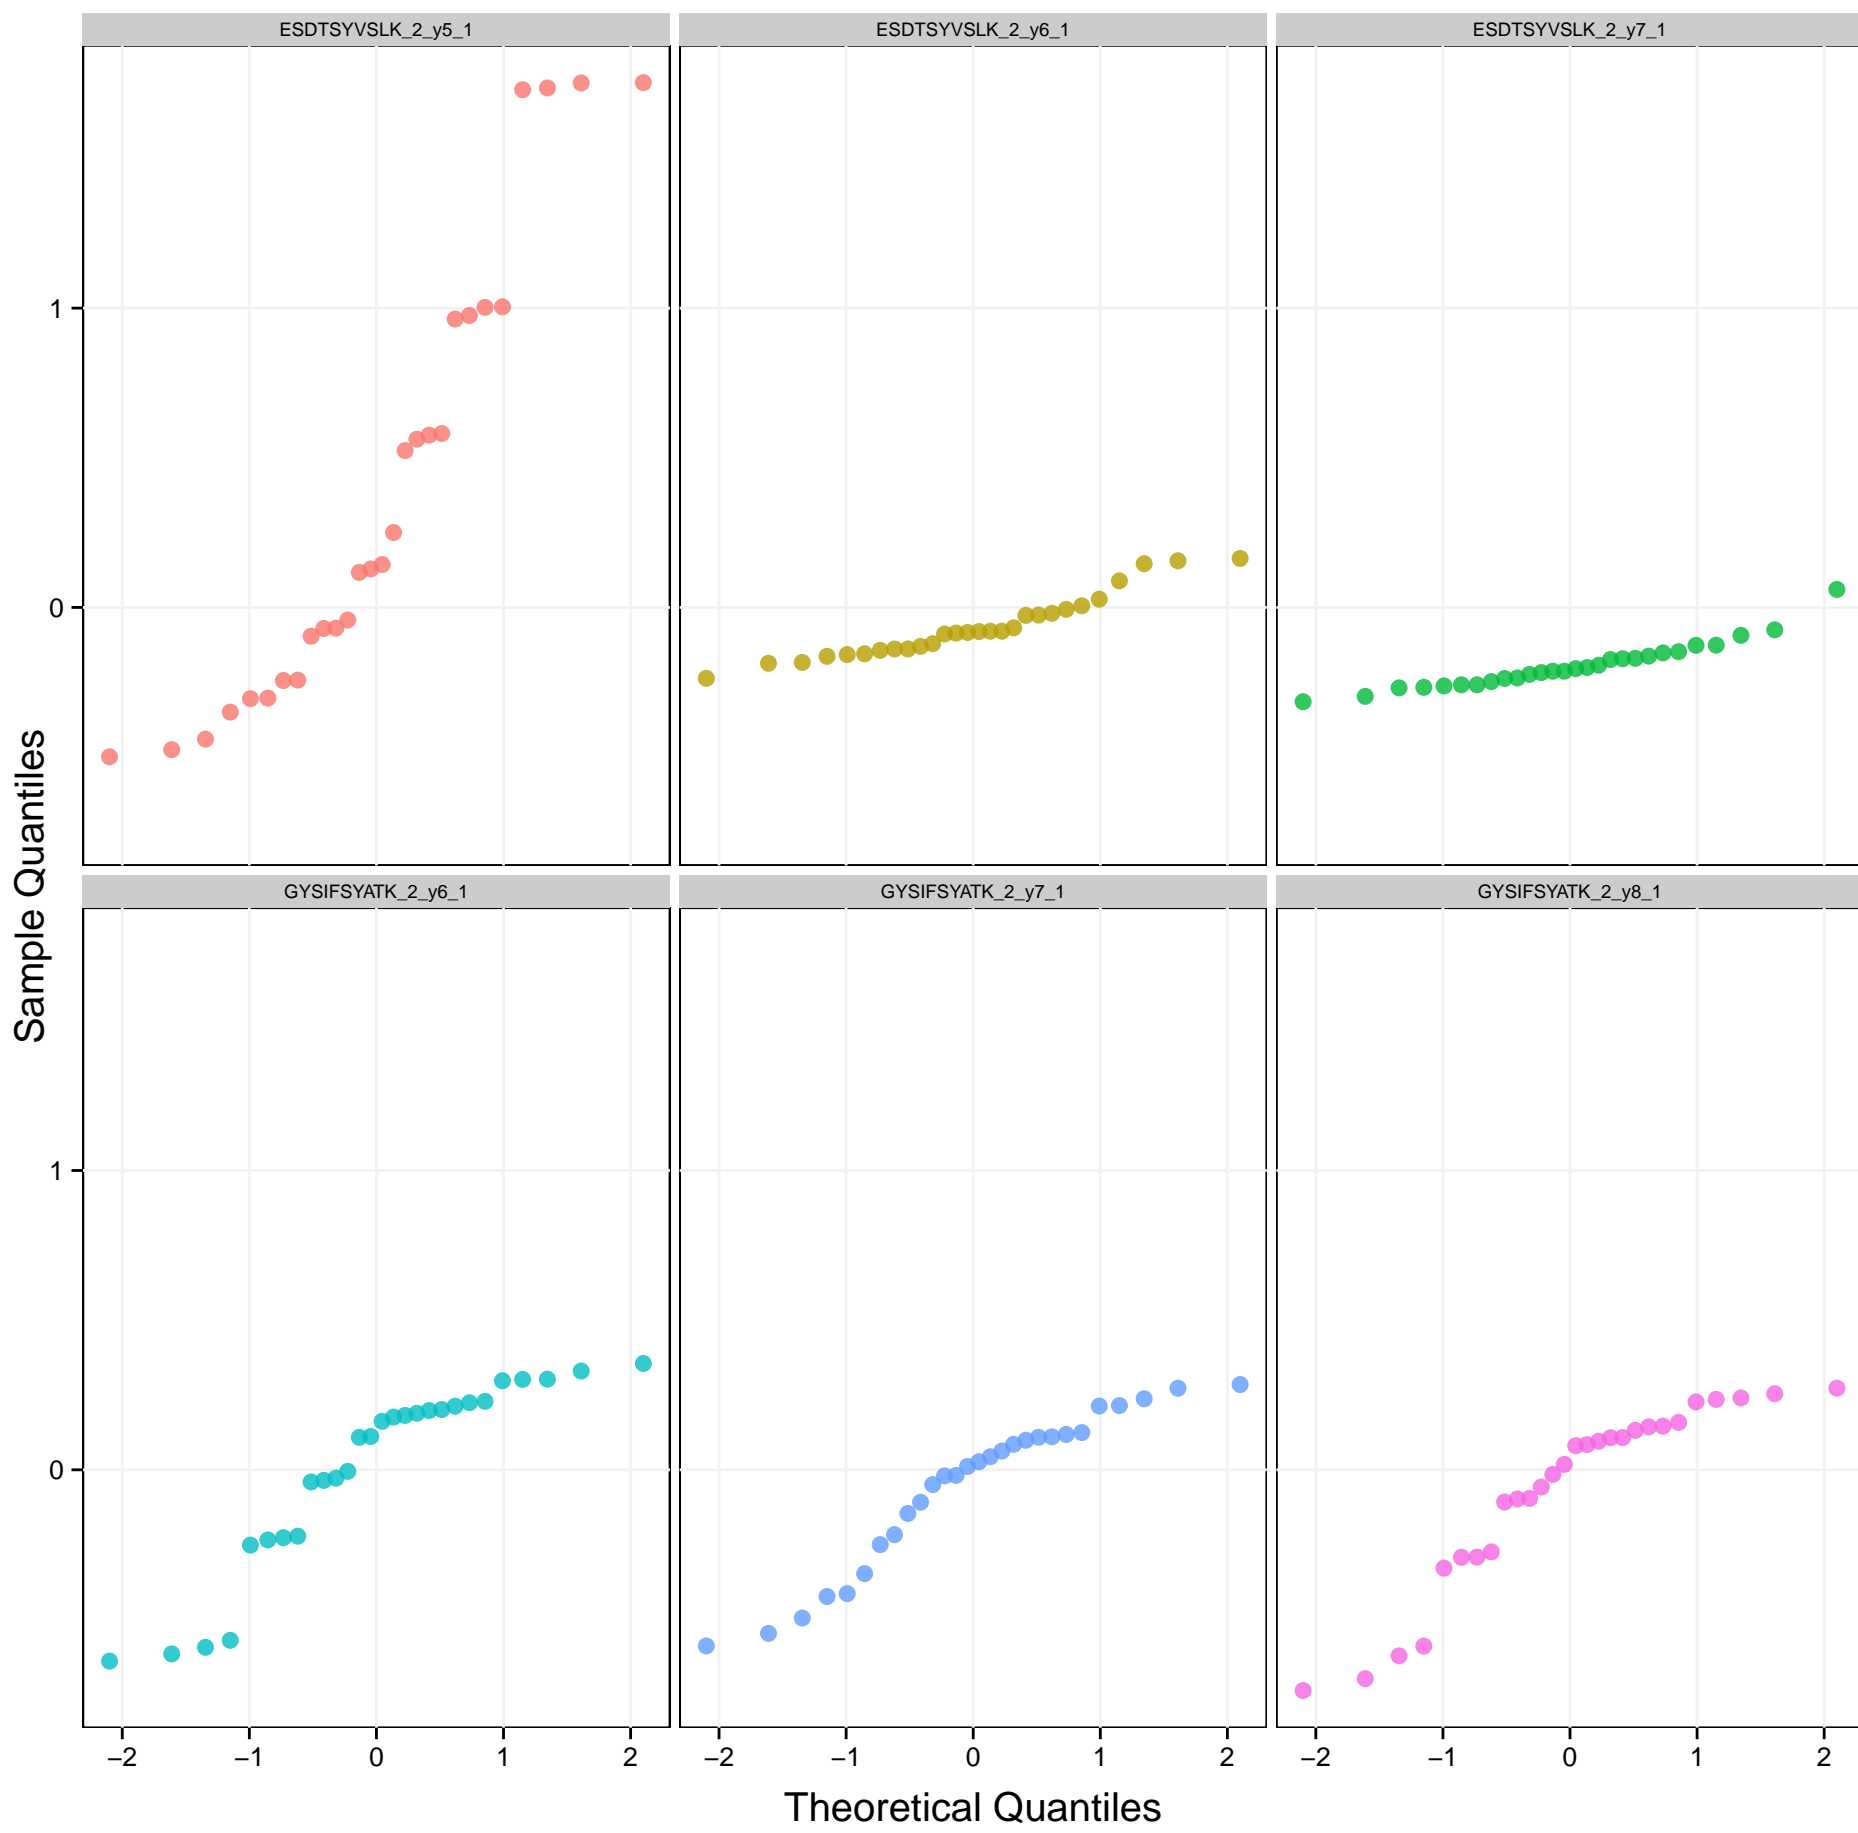 ESDTSYVSLK_2_y5_1
ESDTSYVSLK_2_y6_1
ESDTSYVSLK_2_y7_1
1
0
GYSIFSYATK_2_y6_1
GYSIFSYATK_2_y7_1
GYSIFSYATK_2_y8_1
1
0
Sample Quantiles
−2 −1 0 1 2
−2 −1 0 1 2
−2 −1 0 1 2
Theoretical Quantiles